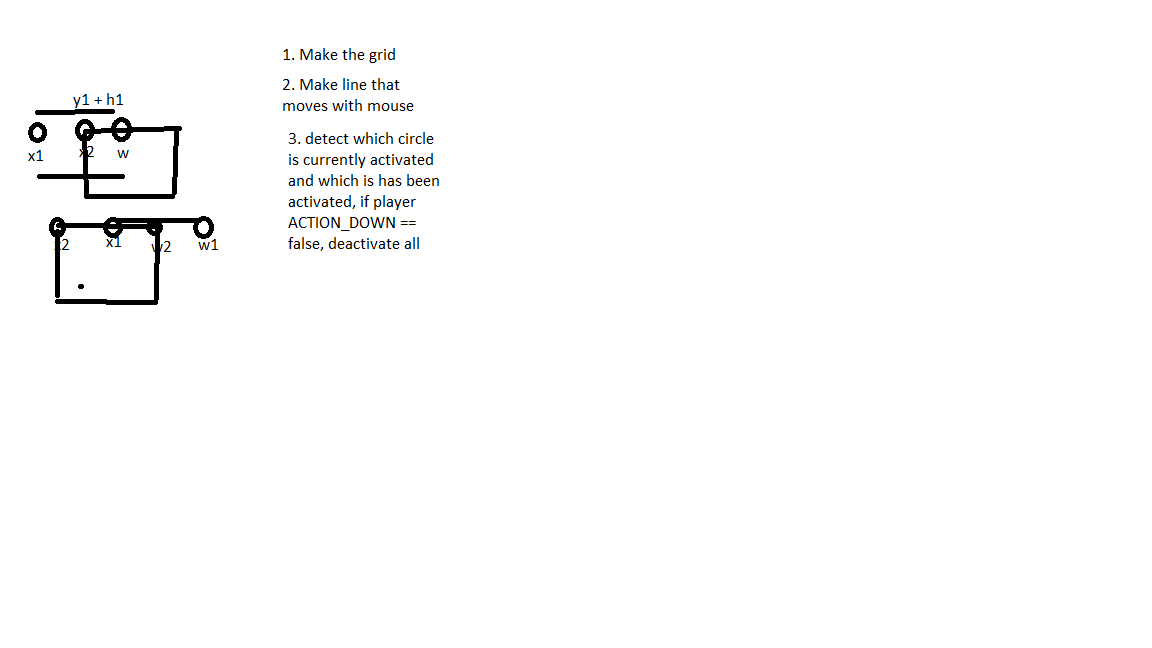 1. Make the grid
2. Make line that
moves with mouse
3. detect which circle
is currently activated
and which is has been
activated, if player
ACTION_DOWN ==
false, deactivate all
y1 + h1
x1
x2
w
x2
x1
w2
w1